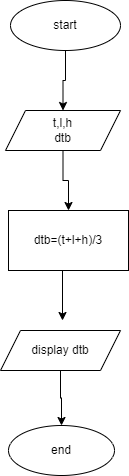 start
t,l,h
dtb
dtb=(t+l+h)/3
display dtb
end